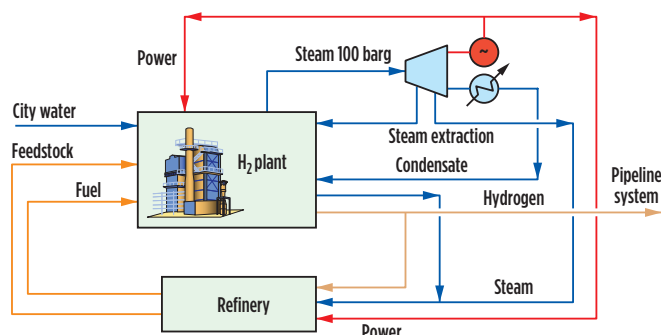 Steam 100 barg
~
Power
City water
Feedstock
H2 plant
Steam extraction
Condensate
Fuel
Hydrogen
Pipeline
system
Refinery
Steam
Power